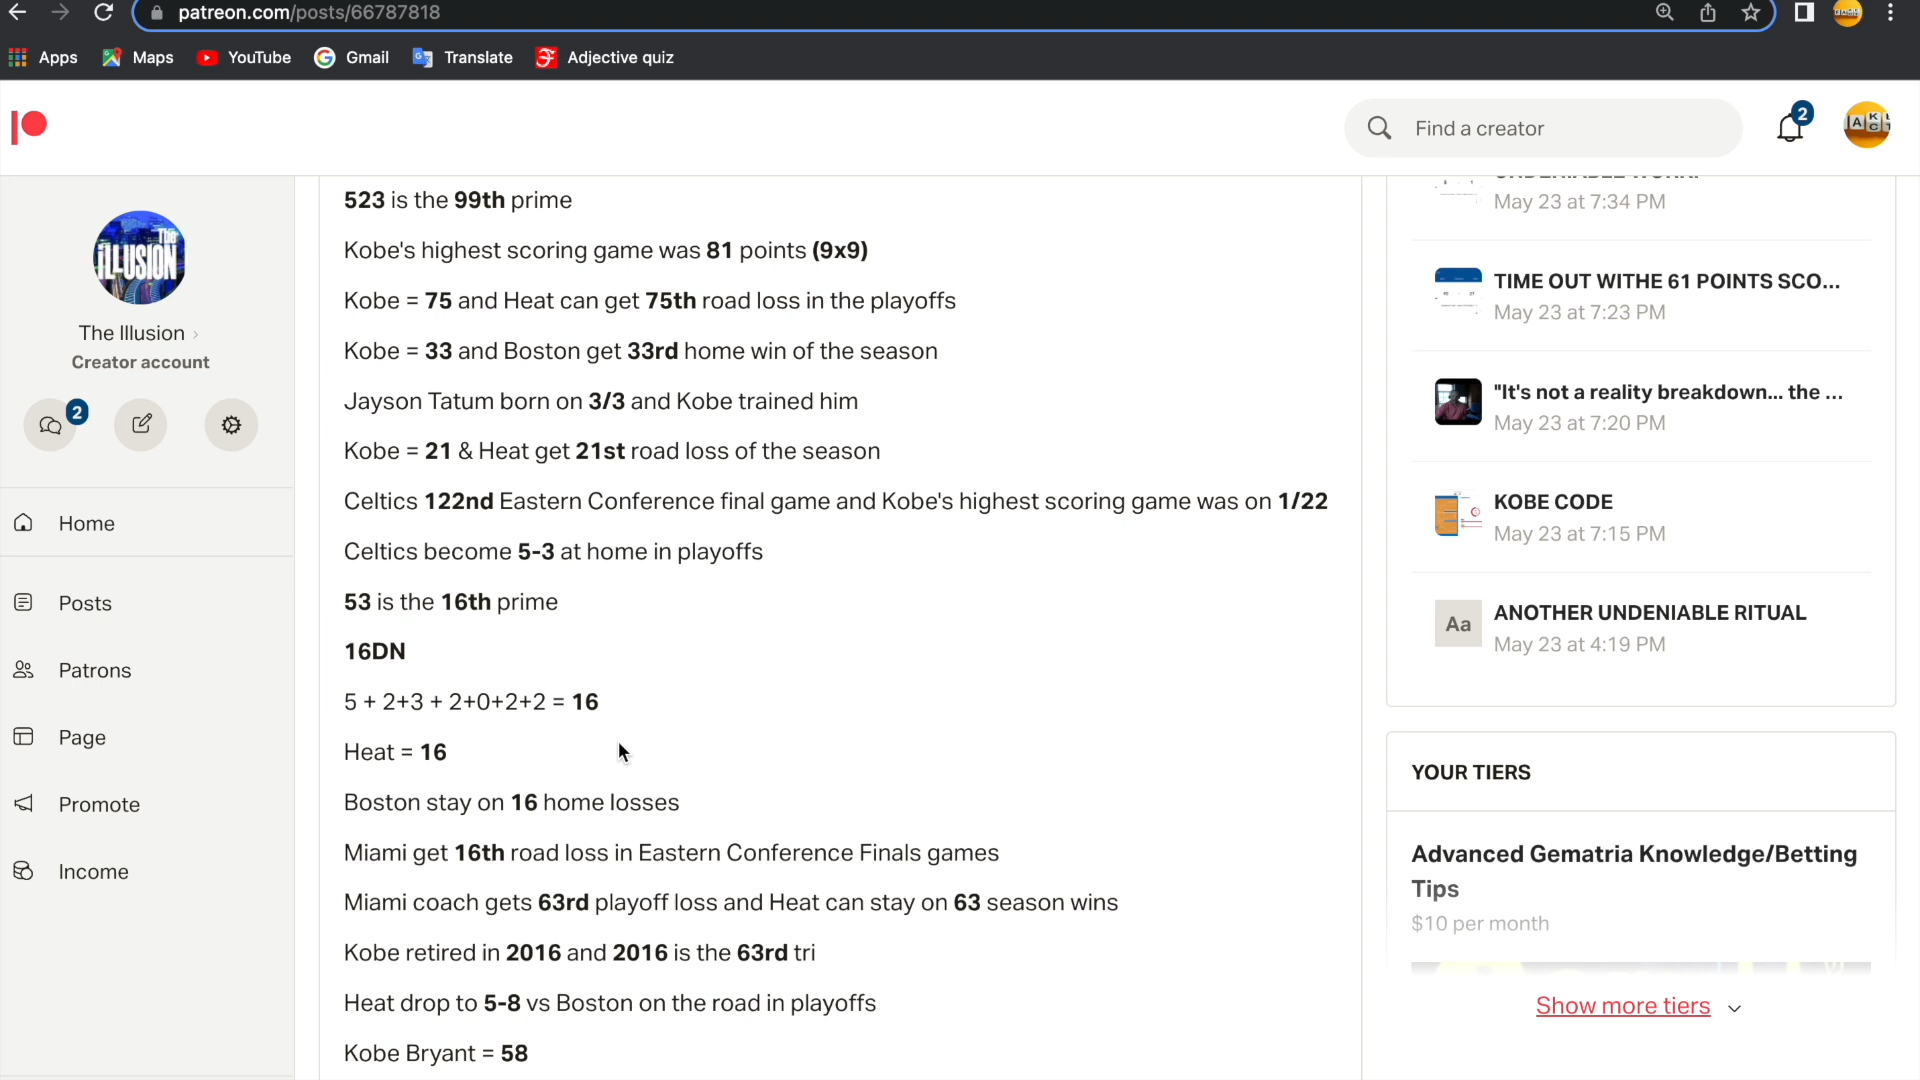 patreon.com/posts/66787818
Apps
Maps
YouTube
Gmail
Translate
Adjective quiz
Find a creator
2
The ILLUSION
The Illusion
Creator account
2
Home
Posts
Patrons
Page
Promote
Income
523 is the 99th prime
Kobe's highest scoring game was 81 points (9x9)
Kobe = 75 and Heat can get 75th road loss in the playoffs
Kobe = 33 and Boston get 33rd home win of the season
Jayson Tatum born on 3/3 and Kobe trained him
Kobe = 21 & Heat get 21st road loss of the season
Celtics 122nd Eastern Conference final game and Kobe's highest scoring game was on 1/22
Celtics become 5-3 at home in playoffs
53 is the 16th prime
16DN
5 + 2+3 + 2+0+2+2 = 16
Heat = 16
Boston stay on 16 home losses
Miami get 16th road loss in Eastern Conference Finals games
Miami coach gets 63rd playoff loss and Heat can stay on 63 season wins
Kobe retired in 2016 and 2016 is the 63rd tri
Heat drop to 5-8 vs Boston on the road in playoffs
Kobe Bryant = 58
May 23 at 7:34 PM
TIME OUT WITHE 61 POINTS SCO...
May 23 at 7:23 PM
"It's not a reality breakdown... the ...
May 23 at 7:20 PM
KOBE CODE
May 23 at 7:15 PM
Aa
ANOTHER UNDENIABLE RITUAL
May 23 at 4:19 PM
YOUR TIERS
Advanced Gematria Knowledge/Betting
Tips
$10 per month
Show more tiers